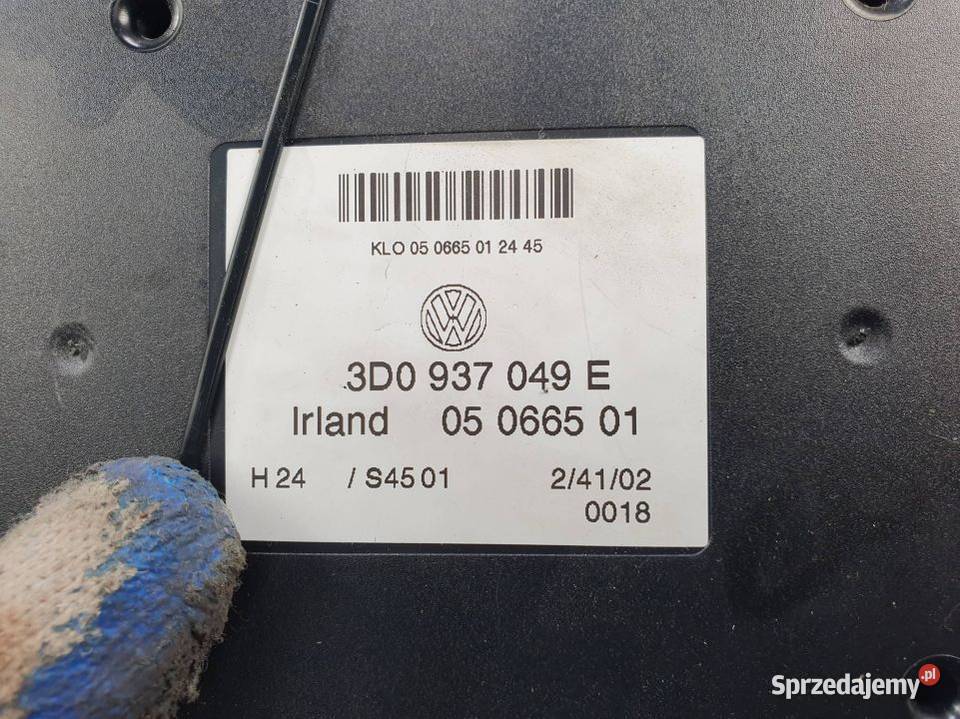 KLO 05 0665 01 24 45
3D0 937 049 E
Irland 05 0665 01
H 24 / S45 01 2/41/02
0018
Sprzedajemy.pl